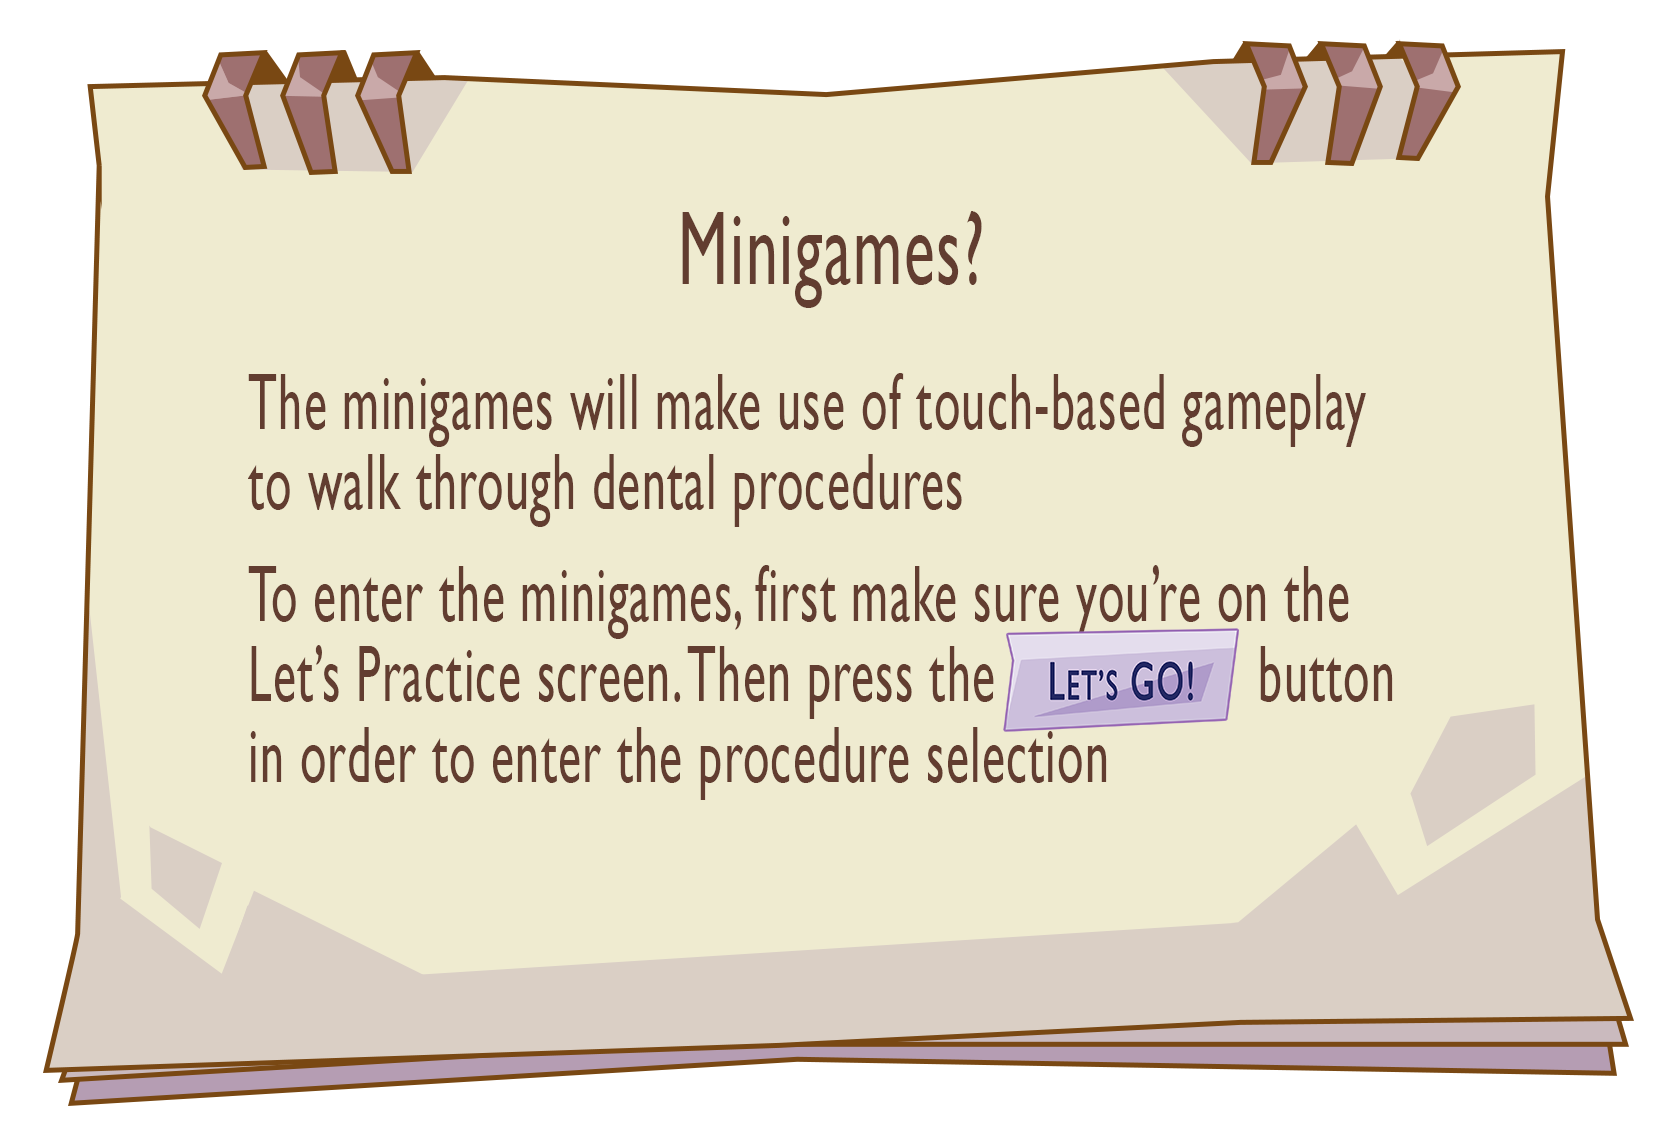 Minigames?
The minigames will make use of touch-based gameplay
to walk through dental procedures
To enter the minigames, first make sure you’re on the
Let’s Practice screen. Then press the LET’S GO! button
in order to enter the procedure selection